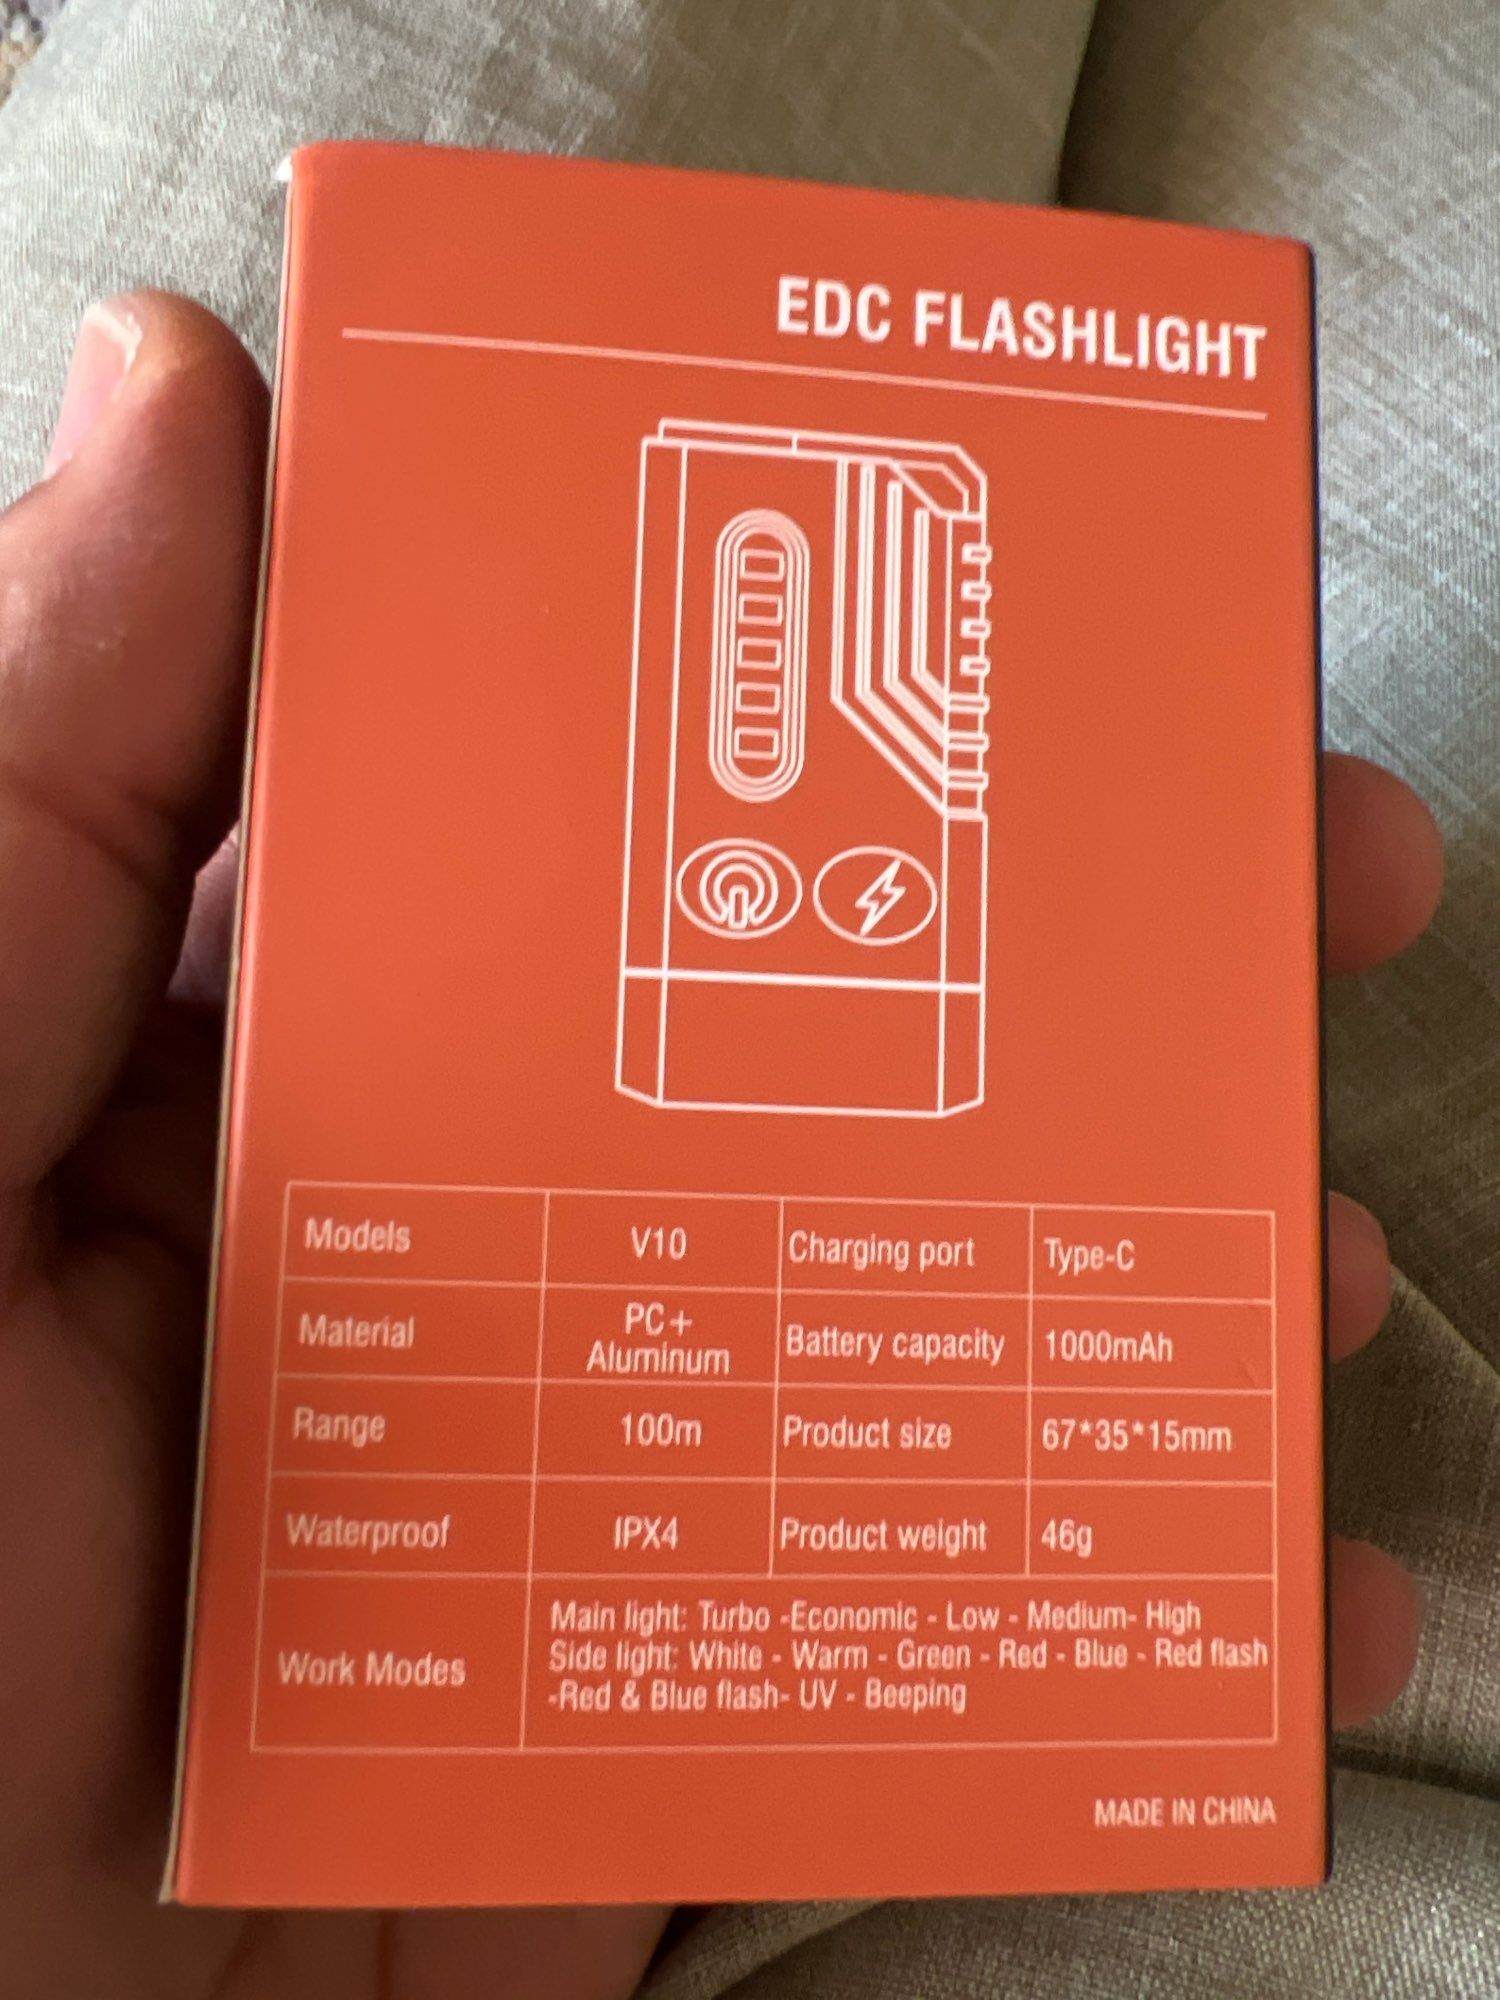 EDC FLASHLIGHT
Models V10 Charging port Type-C
Material PC+ Aluminum Battery capacity 1000mAh
Range 100m Product size 67*35*15mm
Waterproof IPX4 Product weight 46g
Work Modes
Main light: Turbo -Economic - Low - Medium- High
Side light: White - Warm - Green - Red - Blue - Red flash
-Red & Blue flash- UV - Beeping
MADE IN CHINA